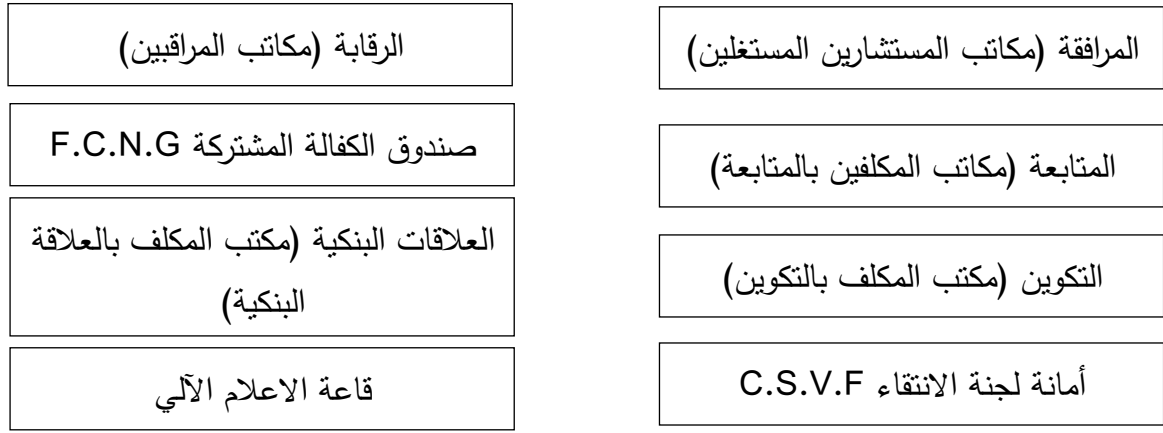 المرافقة (مكاتب المستشارين المستغلين)
المتابعة (مكاتب المكلفين بالمتابعة)
التكوين (مكتب المكلف بالتكوين)
أمانة لجنة الانتقاء C.S.V.F
الرقابة (مكاتب المراقبين)
صندوق الكفالة المشتركة F.C.N.G
العلاقات البنكية (مكتب المكلف بالعلاقة
البنكية)
قاعة الاعلام الآلي